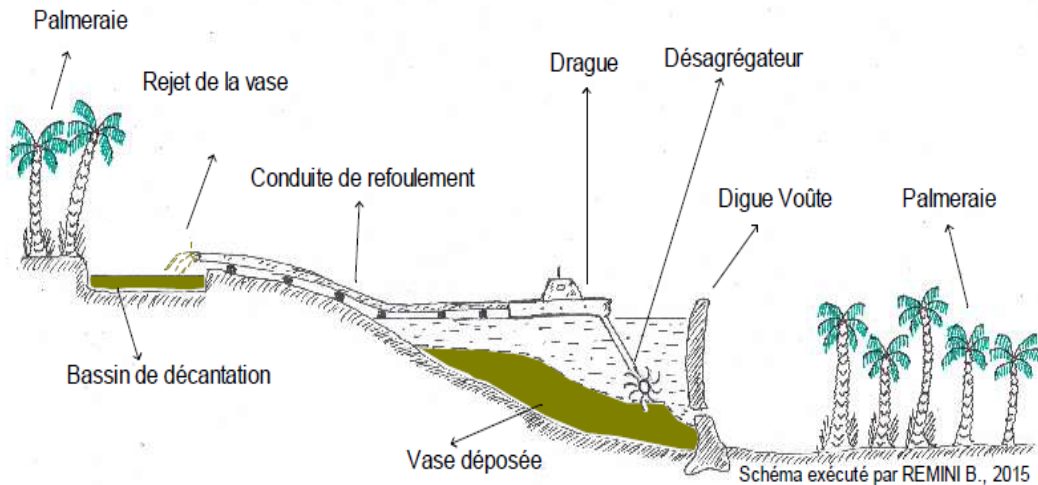 Palmeraie
Rejet de la vase
Drague
Désagrégateur
Conduite de refoulement
Digue Voûte
Palmeraie
Bassin de décantation
Vase déposée
Schéma exécuté par REMINI B., 2015